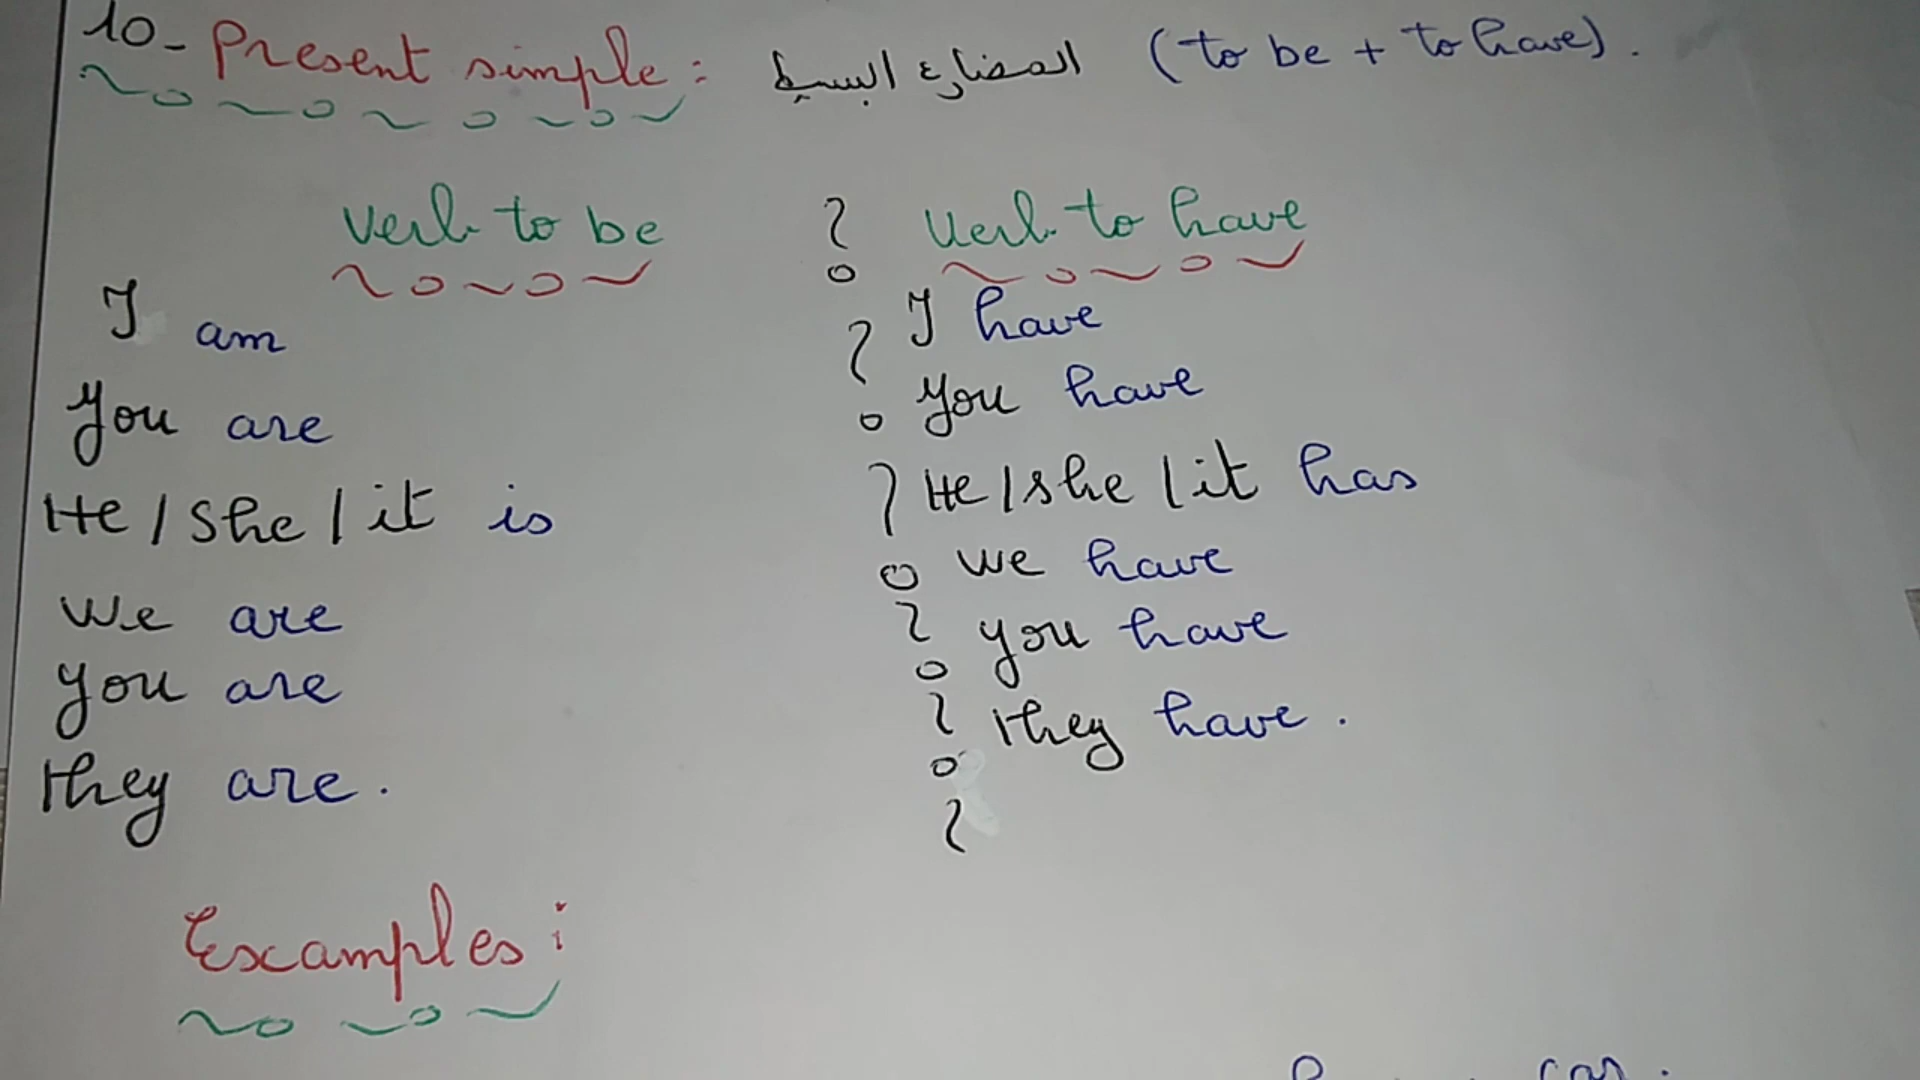 10- Present simple: المضارع البسيط (to be + to have).
Verb to be
I am
You are
He / She / it is
We are
You are
they are.
Verb to have
I have
You have
He / she / it has
we have
you have
they have.
Examples:
car.